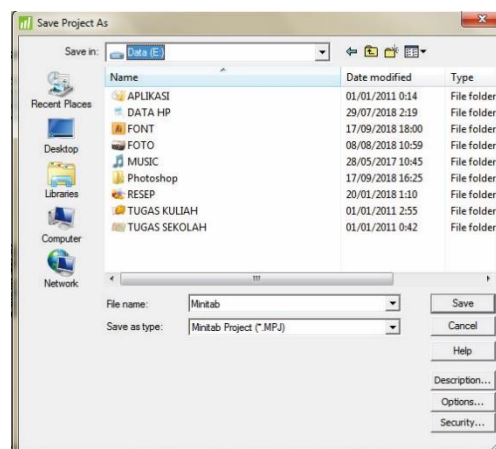 Save Project As
Save in: Data (E:)
Name Date modified Type
APLIKASI 01/01/2011 0:14 File folder
DATA HP 29/07/2018 2:19 File folder
FONT 17/09/2018 18:00 File folder
FOTO 08/08/2018 10:59 File folder
MUSIC 28/05/2017 10:45 File folder
Photoshop 17/09/2018 16:25 File folder
RESEP 20/01/2018 1:10 File folder
TUGAS KULIAH 01/01/2011 2:55 File folder
TUGAS SEKOLAH 01/01/2011 0:42 File folder
Recent Places
Desktop
Libraries
Computer
Network
File name: Minitab Save
Save as type: Minitab Project (*.MPJ) Cancel
Help
Description...
Options...
Security...